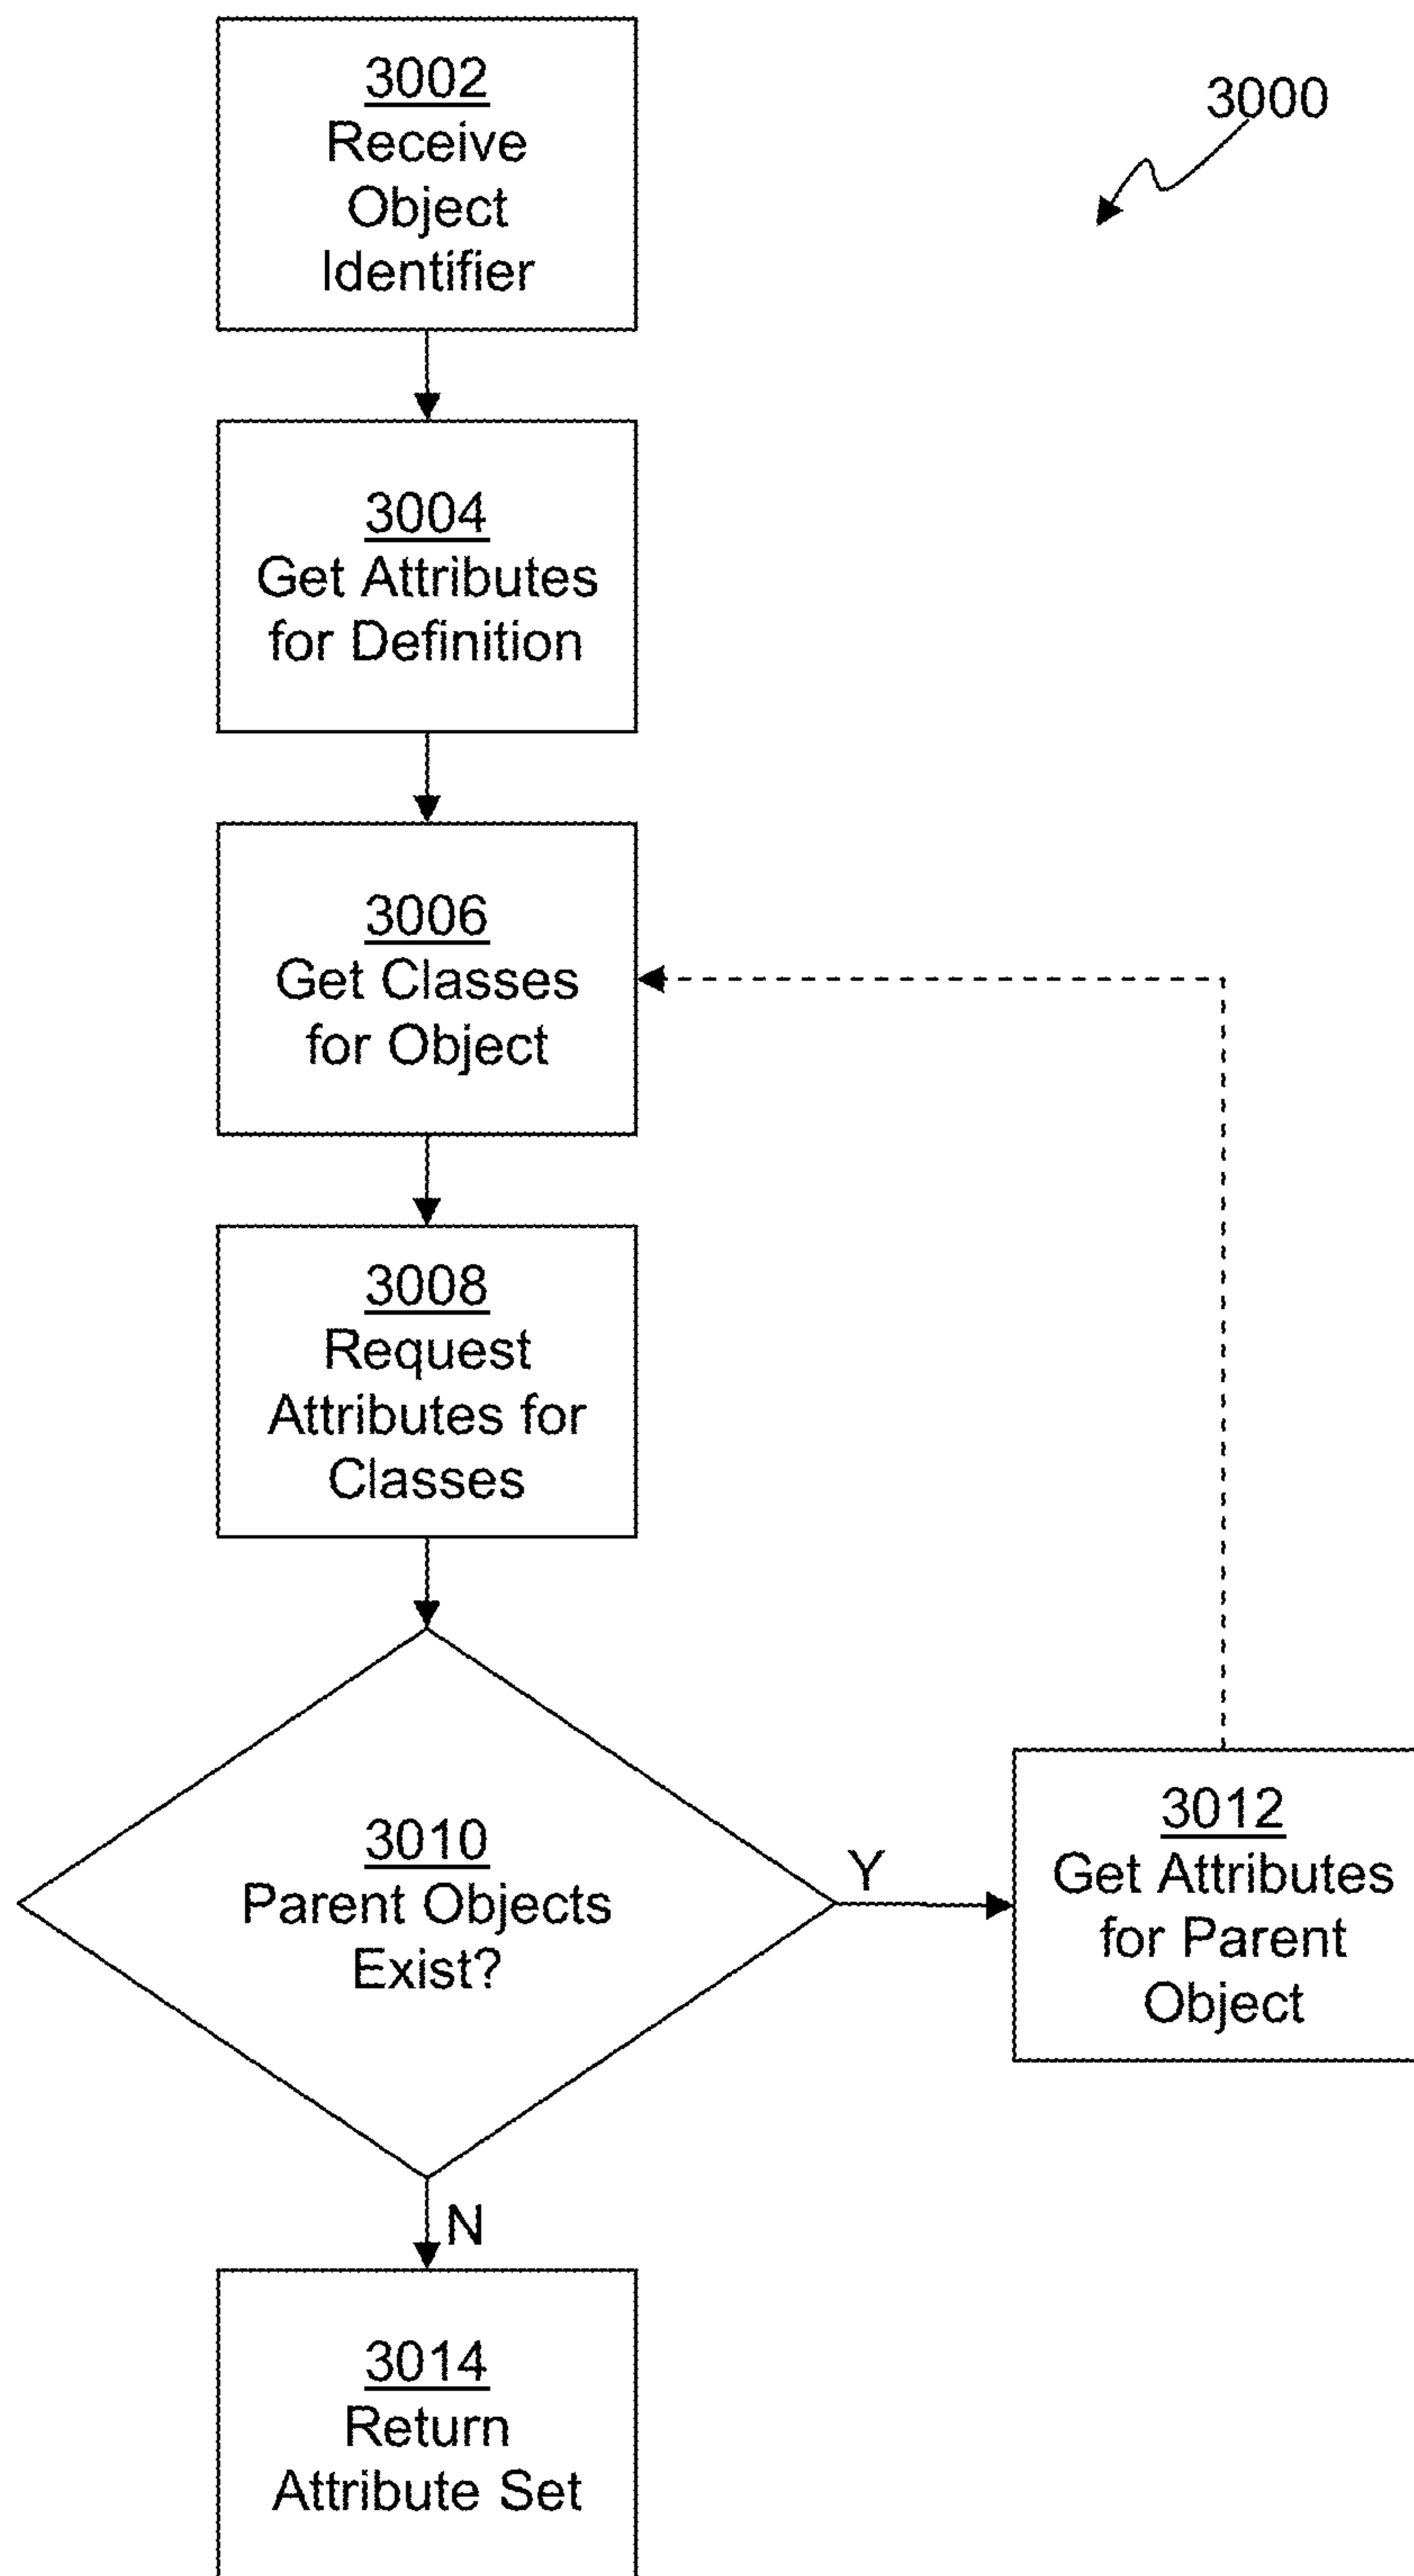 3002
Receive
Object
Identifier
3000
3004
Get Attributes
for Definition
3006
Get Classes
for Object
3008
Request
Attributes for
Classes
3010
Parent Objects
Exist?
Y
3012
Get Attributes
for Parent
Object
N
3014
Return
Attribute Set